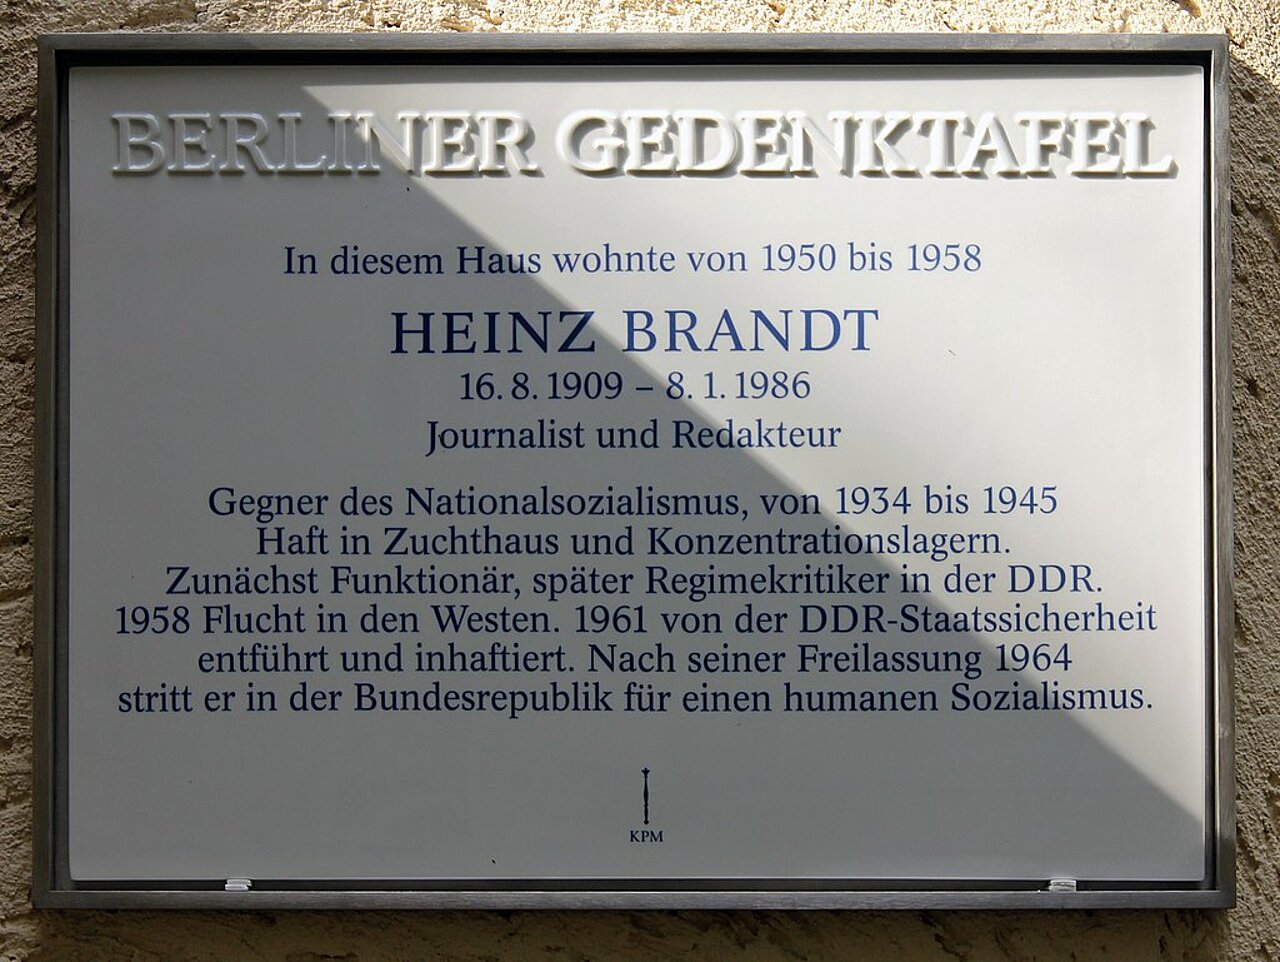 BERLINER GEDENKTAFEL
In diesem Haus wohnte von 1950 bis 1958
HEINZ BRANDT
16. 8. 1909 – 8. 1. 1986
Journalist und Redakteur
Gegner des Nationalsozialismus, von 1934 bis 1945
Haft in Zuchthaus und Konzentrationslagern.
Zunächst Funktionär, später Regimekritiker in der DDR.
1958 Flucht in den Westen. 1961 von der DDR-Staatssicherheit
entführt und inhaftiert. Nach seiner Freilassung 1964
stritt er in der Bundesrepublik für einen humanen Sozialismus.
KPM